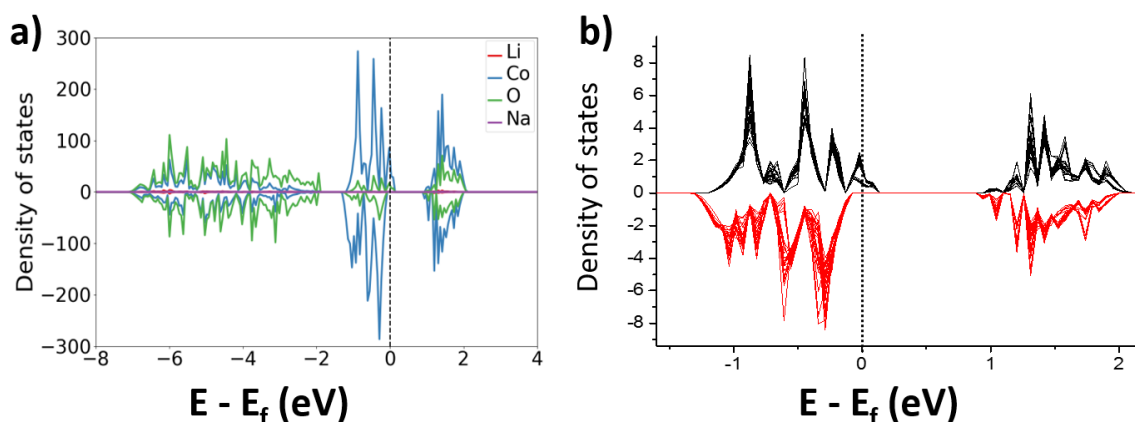 a)
300
200
100
0
−100
−200
−300
Density of states
Li
Co
O
Na
−8
−6
−4
−2
0
2
4
E - Ef (eV)
b)
8
6
4
2
0
-2
-4
-6
-8
Density of states
-1
0
1
2
E - Ef (eV)